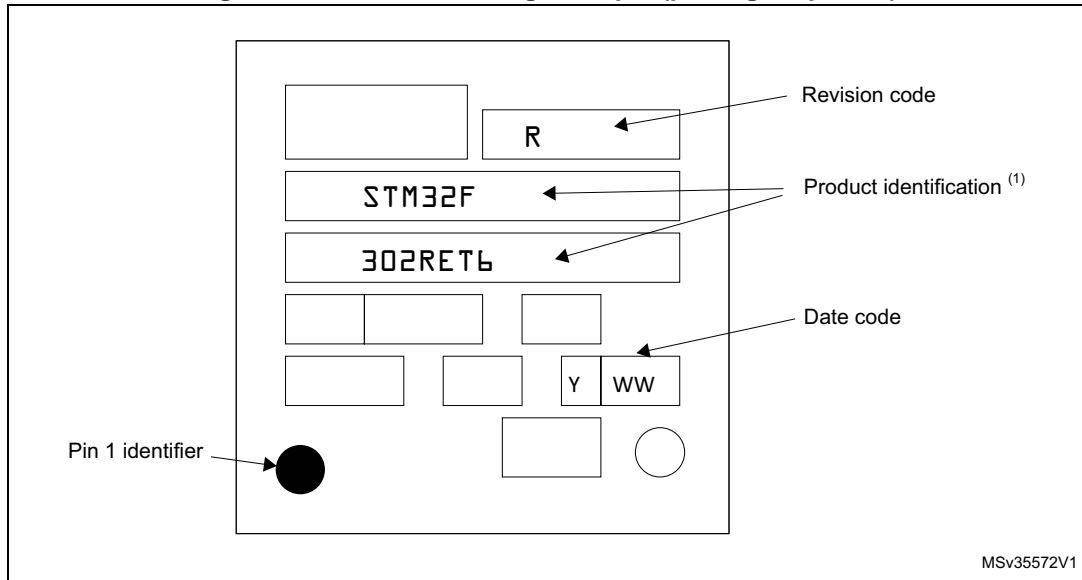 Revision code
R
STM32F
Product identification (1)
302RET6
Date code
Y WW
Pin 1 identifier
MSv35572V1